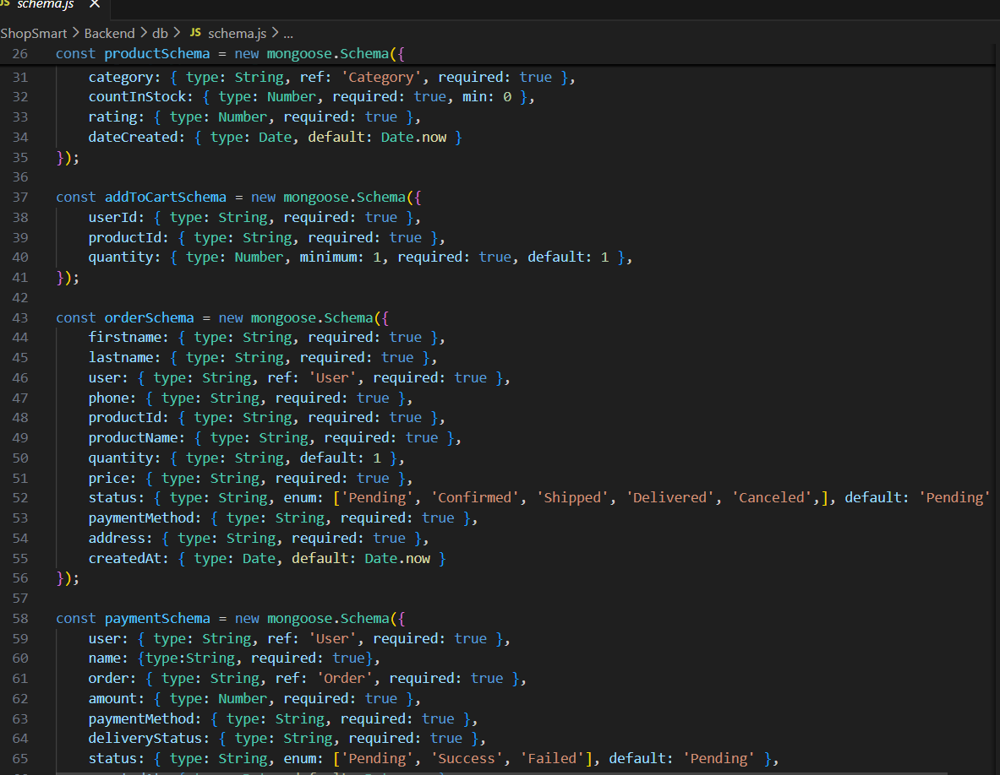 JS schema.js ×
ShopSmart > Backend > db > JS schema.js > ...
26 const productSchema = new mongoose.Schema({
31 category: { type: String, ref: 'Category', required: true },
32 countInStock: { type: Number, required: true, min: 0 },
33 rating: { type: Number, required: true },
34 dateCreated: { type: Date, default: Date.now }
35 });
36
37 const addToCartSchema = new mongoose.Schema({
38 userId: { type: String, required: true },
39 productId: { type: String, required: true },
40 quantity: { type: Number, minimum: 1, required: true, default: 1 },
41 });
42
43 const orderSchema = new mongoose.Schema({
44 firstname: { type: String, required: true },
45 lastname: { type: String, required: true },
46 user: { type: String, ref: 'User', required: true },
47 phone: { type: String, required: true },
48 productId: { type: String, required: true },
49 productName: { type: String, required: true },
50 quantity: { type: String, default: 1 },
51 price: { type: String, required: true },
52 status: { type: String, enum: ['Pending', 'Confirmed', 'Shipped', 'Delivered', 'Canceled',], default: 'Pending'
53 paymentMethod: { type: String, required: true },
54 address: { type: String, required: true },
55 createdAt: { type: Date, default: Date.now }
56 });
57
58 const paymentSchema = new mongoose.Schema({
59 user: { type: String, ref: 'User', required: true },
60 name: {type:String, required: true},
61 order: { type: String, ref: 'Order', required: true },
62 amount: { type: Number, required: true },
63 paymentMethod: { type: String, required: true },
64 deliveryStatus: { type: String, required: true },
65 status: { type: String, enum: ['Pending', 'Success', 'Failed'], default: 'Pending' },